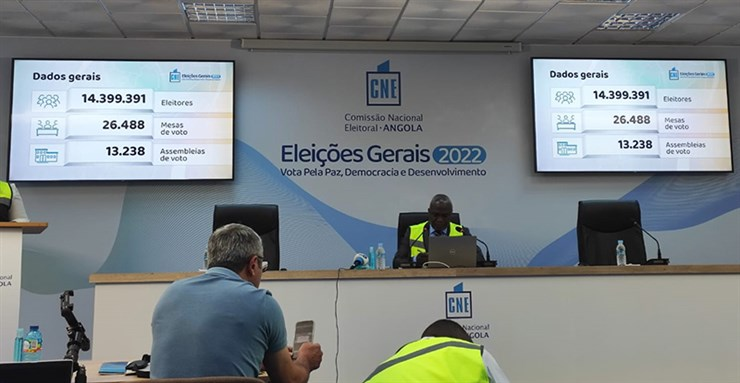 Dados gerais
CNE Eleições Gerais 2022
14.399.391 Eleitores
26.488 Mesas
de voto
13.238 Assembleias
de voto
CNE
Comissão Nacional
Eleitoral · ANGOLA
Eleições Gerais 2022
Vota Pela Paz, Democracia e Desenvolvimento
Dados gerais
CNE Eleições Gerais 2022
14.399.391 Eleitores
26.488 Mesas
de voto
13.238 Assembleias
de voto
CNE
Nacional
ANGOLA